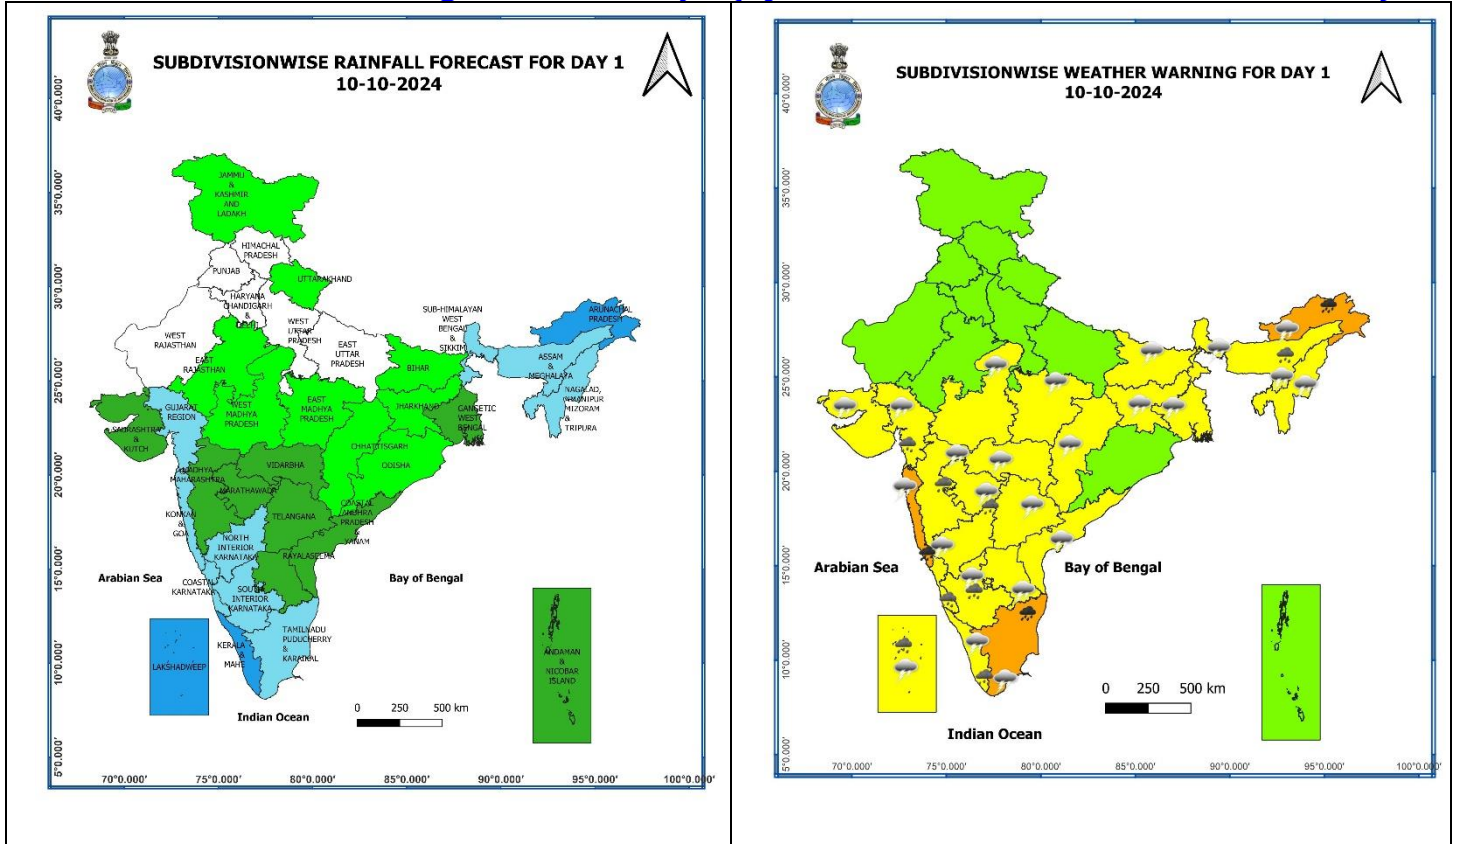 SUBDIVISIONWISE RAINFALL FORECAST FOR DAY 1
10-10-2024
40°0.000'
35°0.000'
30°0.000'
25°0.000'
20°0.000'
15°0.000'
10°0.000'
5°0.000'
JAMMU
&
KASHMIR
AND
LADAKH
HIMACHAL
PRADESH
PUNJAB
UTTARAKHAND
HARYANA
CHANDIGARH
&
DELHI
WEST
RAJASTHAN
WEST
UTTAR
PRADESH
EAST
UTTAR
PRADESH
SUB-HIMALAYAN
WEST
BENGAL
&
SIKKIM
ARUNACHAL
PRADESH
EAST
RAJASTHAN
BIHAR
ASSAM
&
MEGHALAYA
NAGALAD,
MANIPUR
MIZORAM
&
TRIPURA
GUJARAT
REGION
WEST
MADHYA
PRADESH
EAST
MADHYA
PRADESH
JHARKHAND
GANGETIC
WEST
BENGAL
SAURASHTRA
&
KUTCH
CHHATTISGARH
ODISHA
VIDARBHA
MADHYA
MAHARASHTRA
MARATHAWADA
TELANGANA
COASTAL
ANDHRA
PRADESH
&
YANAM
KONKAN
&
GOA
NORTH
INTERIOR
KARNATAKA
RAYALASEEMA
COASTAL
KARNATAKA
SOUTH
INTERIOR
KARNATAKA
Arabian Sea
Bay of Bengal
LAKSHADWEEP
KERALA
&
MAHE
TAMILNADU
PUDUCHERRY
&
KARAIKAL
ANDAMAN
&
NICOBAR
ISLAND
0 250 500 km
Indian Ocean
70°0.000' 75°0.000' 80°0.000' 85°0.000' 90°0.000' 95°0.000' 100°0.000'
SUBDIVISIONWISE WEATHER WARNING FOR DAY 1
10-10-2024
40°0.000'
35°0.000'
30°0.000'
25°0.000'
20°0.000'
15°0.000'
10°0.000'
5°0.000'
Arabian Sea
Bay of Bengal
0 250 500 km
Indian Ocean
70°0.000' 75°0.000' 80°0.000' 85°0.000' 90°0.000' 95°0.000' 100°0.000'